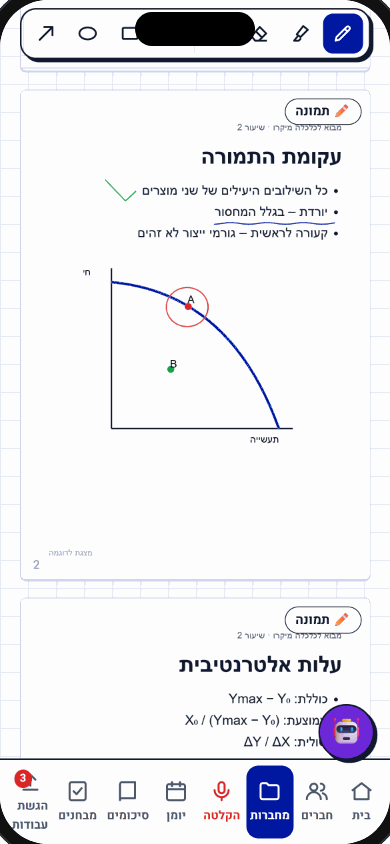 תמונה
מבוא לכלכלה מיקרו · שיעור 2
עקומת התמורה
• כל השילובים היעילים של שני מוצרים
• יורדת – בגלל המחסור
• קעורה לראשית – גורמי ייצור לא זהים
חי
A
B
תעשייה
מצגת לדוגמה
2
תמונה
מבוא לכלכלה מיקרו · שיעור 2
עלות אלטרנטיבית
• כוללת: Ymax − Y₀
ממוצעת: X₀ / (Ymax − Y₀)
ΔY / ΔX
בית
חברים
מחברות
הקלטה
יומן
סיכומים
מבחנים
הגשת עבודות
3